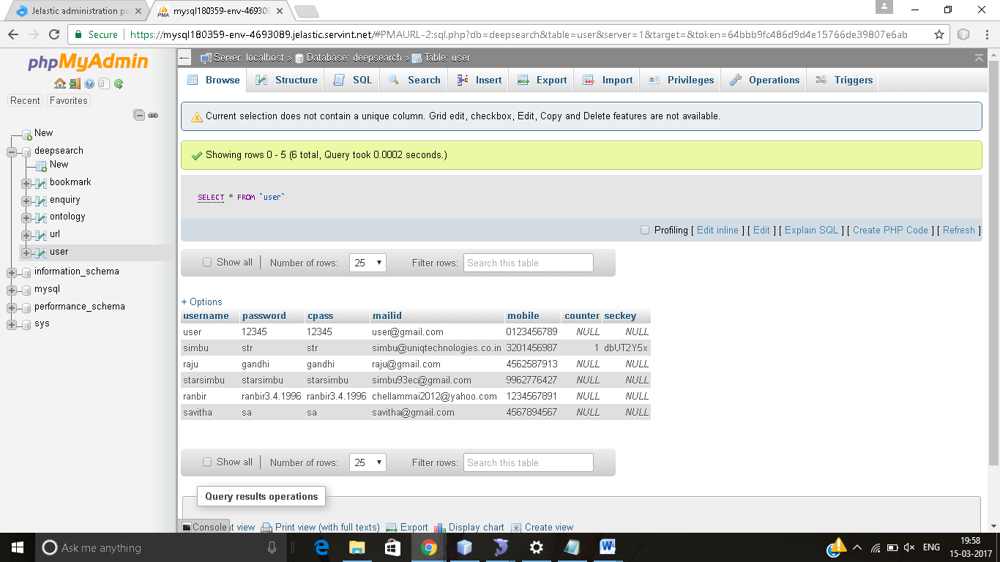 Jelastic administration pa
mysql180359-env-46930
Secure
https://mysql180359-env-4693089.jelastic.servint.net/#PMAURL-2:sql.php?db=deepsearch&table=user&server=1&target=&token=64bbb9fc486d9d4e15766de39807e6ab
phpMyAdmin
Recent Favorites
New
deepsearch
New
bookmark
enquiry
ontology
url
user
information_schema
mysql
performance_schema
sys
Server: localhost » Database: deepsearch » Table: user
Browse Structure SQL Search Insert Export Import Privileges Operations Triggers
Current selection does not contain a unique column. Grid edit, checkbox, Edit, Copy and Delete features are not available.
Showing rows 0 - 5 (6 total, Query took 0.0002 seconds.)
SELECT * FROM `user`
Profiling [ Edit inline ] [ Edit ] [ Explain SQL ] [ Create PHP Code ] [ Refresh ]
Show all Number of rows: 25 Filter rows: Search this table
+ Options
username password cpass mailid mobile counter seckey
user 12345 12345 user@gmail.com 0123456789 NULL NULL
simbu str str simbu@uniqtechnologies.co.in 3201456987 1 dbUT2Y5x
raju gandhi gandhi raju@gmail.com 4562587913 NULL NULL
starsimbu starsimbu starsimbu simbu93ec@gmail.com 9962776427 NULL NULL
ranbir ranbir3.4.1996 ranbir3.4.1996 chellammai2012@yahoo.com 1234567891 NULL NULL
savitha sa sa savitha@gmail.com 4567894567 NULL NULL
Show all Number of rows: 25 Filter rows: Search this table
Query results operations
Console t view Print view (with full texts) Export Display chart Create view
Ask me anything
ENG
19:58
15-03-2017